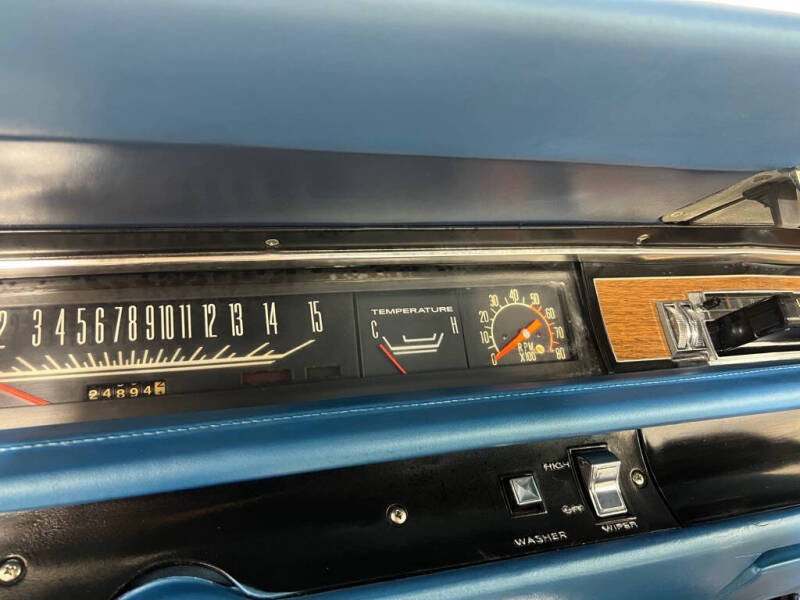 2 3 4 5 6 7 8 9 10 11 12 13 14 15
24894
TEMPERATURE
C H
0 10 20 30 40 50 60 70 80
RPM
X100
HIGH
OFF
WASHER
WIPER